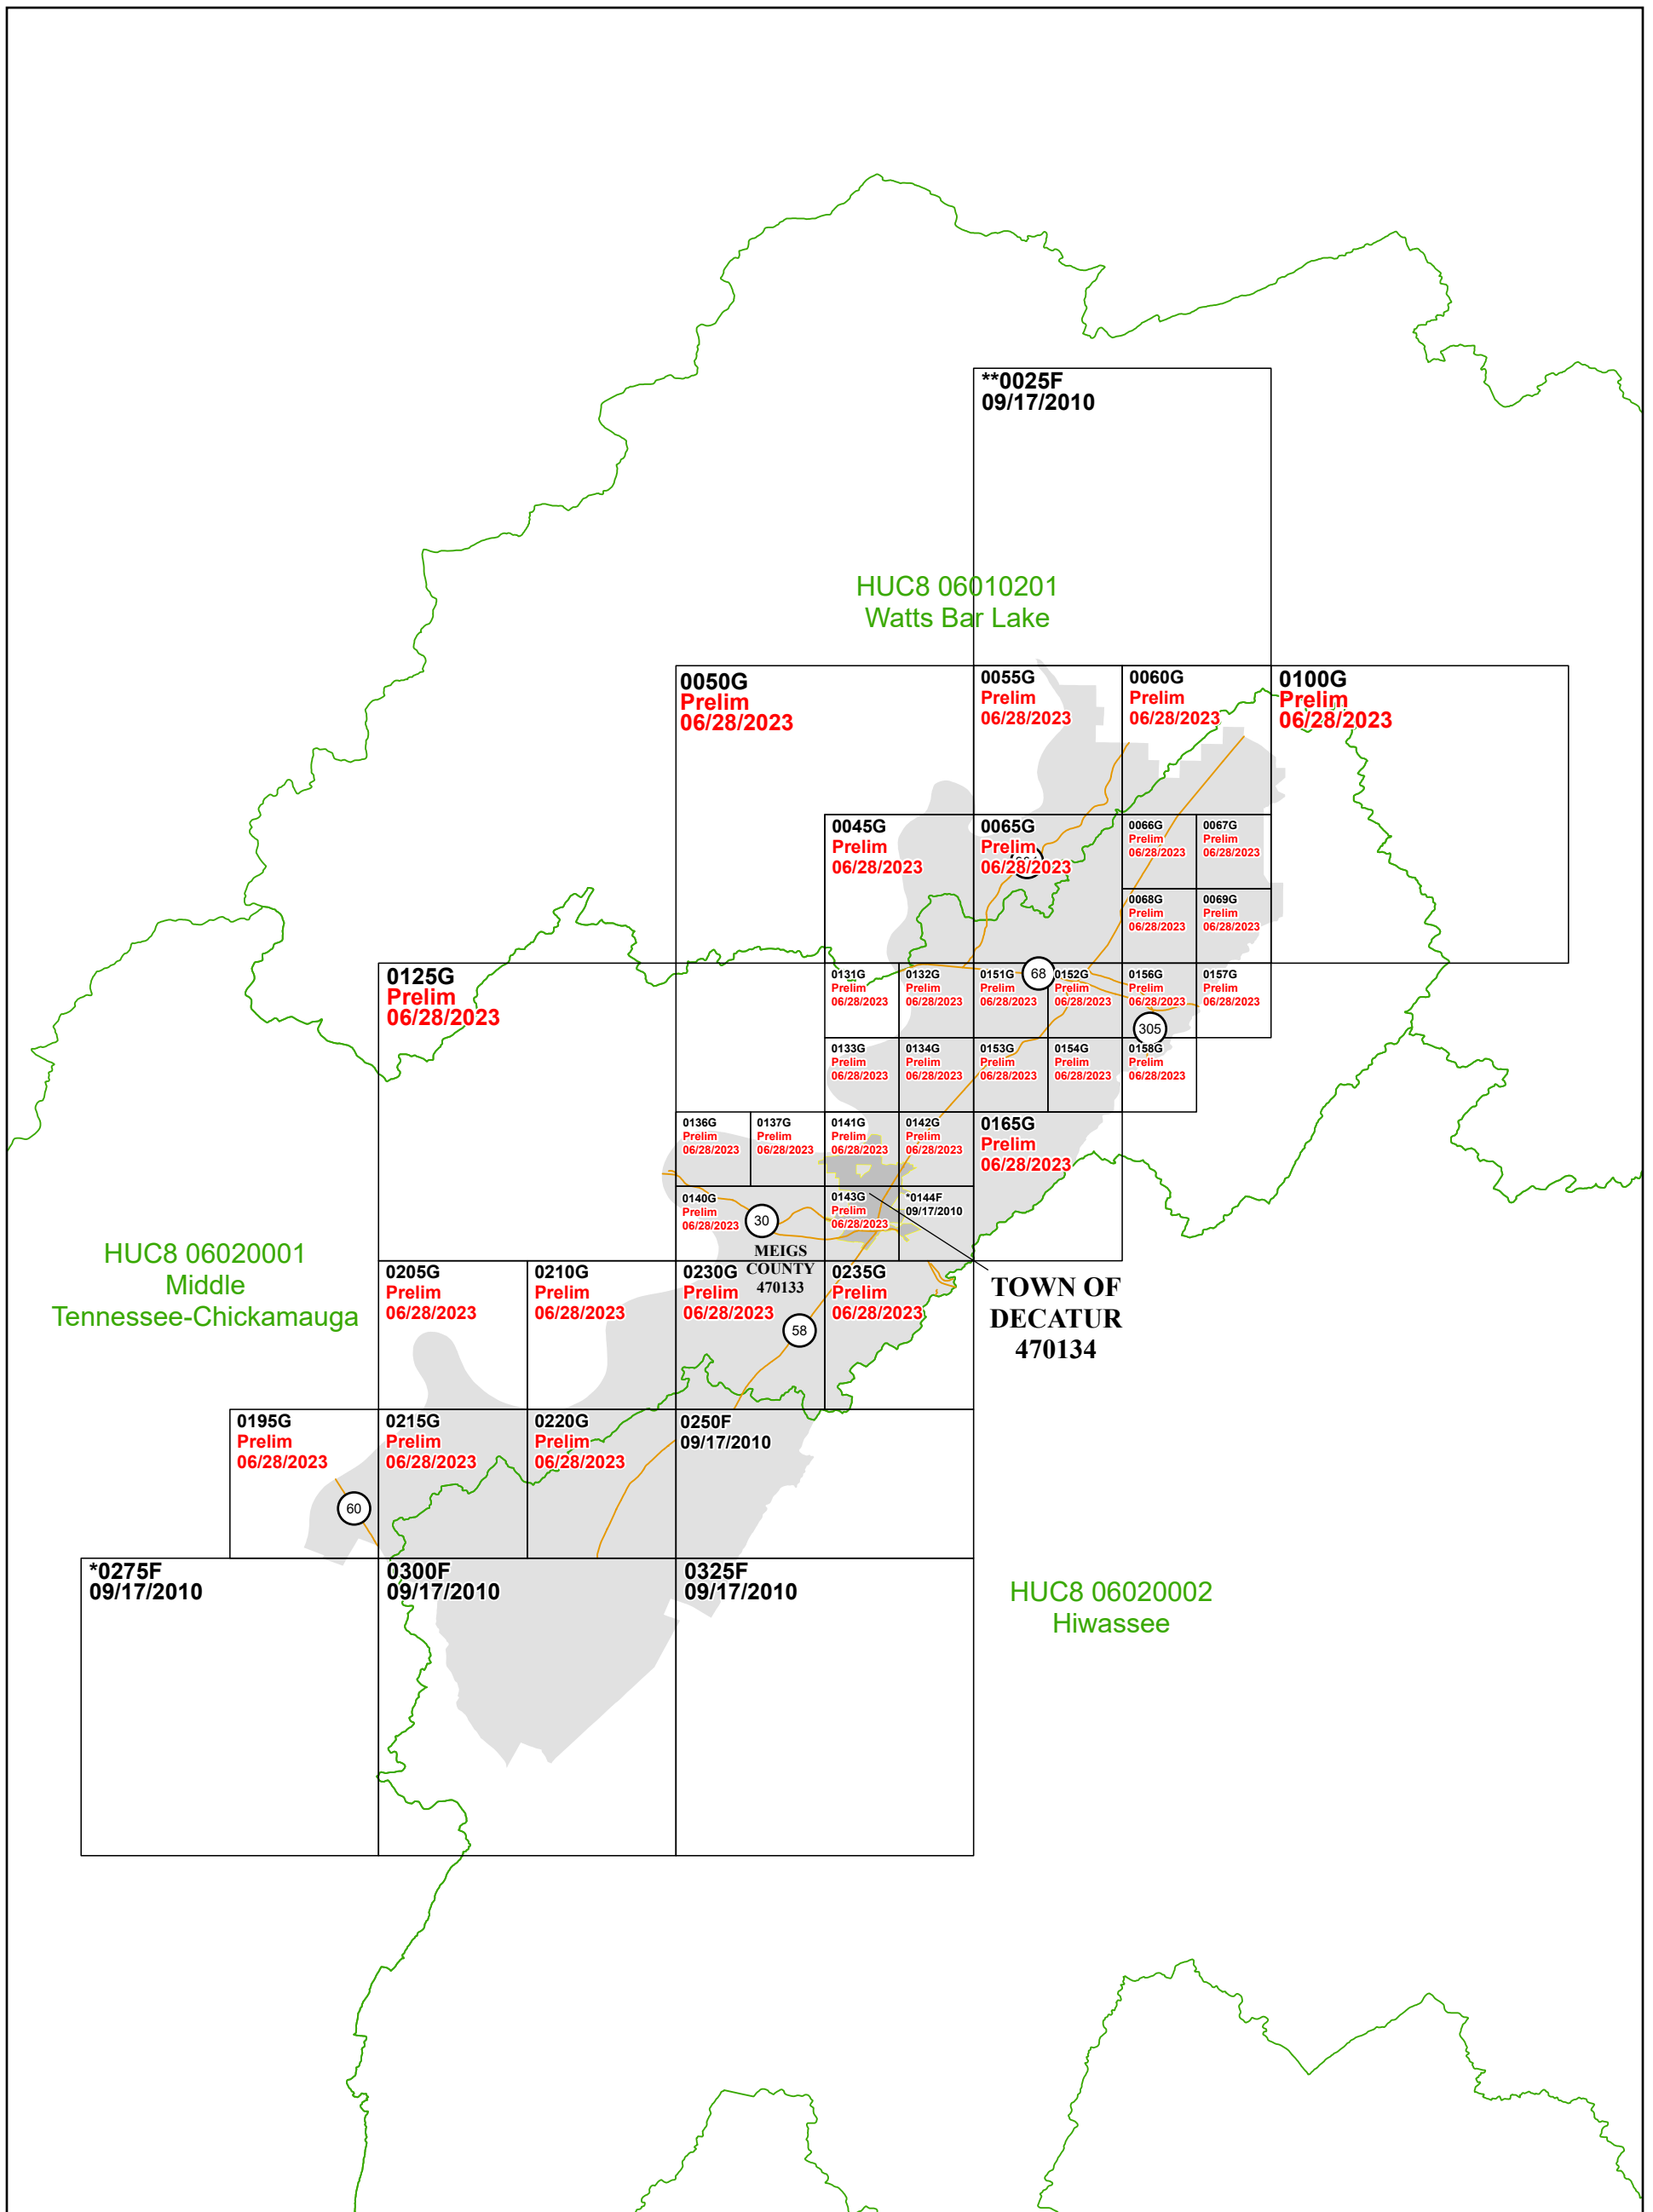 **0025F
09/17/2010
HUC8 06010201
Watts Bar Lake
0050G
Prelim
06/28/2023
0055G
Prelim
06/28/2023
0060G
Prelim
06/28/2023
0100G
Prelim
06/28/2023
0045G
Prelim
06/28/2023
0065G
Prelim
06/28/2023
0066G
Prelim
06/28/2023
0067G
Prelim
06/28/2023
0068G
Prelim
06/28/2023
0069G
Prelim
06/28/2023
0125G
Prelim
06/28/2023
0131G
Prelim
06/28/2023
0132G
Prelim
06/28/2023
0151G
Prelim
06/28/2023
68
0152G
Prelim
06/28/2023
0156G
Prelim
06/28/2023
0157G
Prelim
06/28/2023
305
0133G
Prelim
06/28/2023
0134G
Prelim
06/28/2023
0153G
Prelim
06/28/2023
0154G
Prelim
06/28/2023
0158G
Prelim
06/28/2023
0136G
Prelim
06/28/2023
0137G
Prelim
06/28/2023
0141G
Prelim
06/28/2023
0142G
Prelim
06/28/2023
0165G
Prelim
06/28/2023
0140G
Prelim
06/28/2023
30
0143G
Prelim
06/28/2023
*0144F
09/17/2010
MEIGS
COUNTY
470133
HUC8 06020001
Middle
Tennessee-Chickamauga
0205G
Prelim
06/28/2023
0210G
Prelim
06/28/2023
0230G
Prelim
06/28/2023
58
0235G
Prelim
06/28/2023
TOWN OF
DECATUR
470134
0195G
Prelim
06/28/2023
60
0215G
Prelim
06/28/2023
0220G
Prelim
06/28/2023
0250F
09/17/2010
*0275F
09/17/2010
0300F
09/17/2010
0325F
09/17/2010
HUC8 06020002
Hiwassee